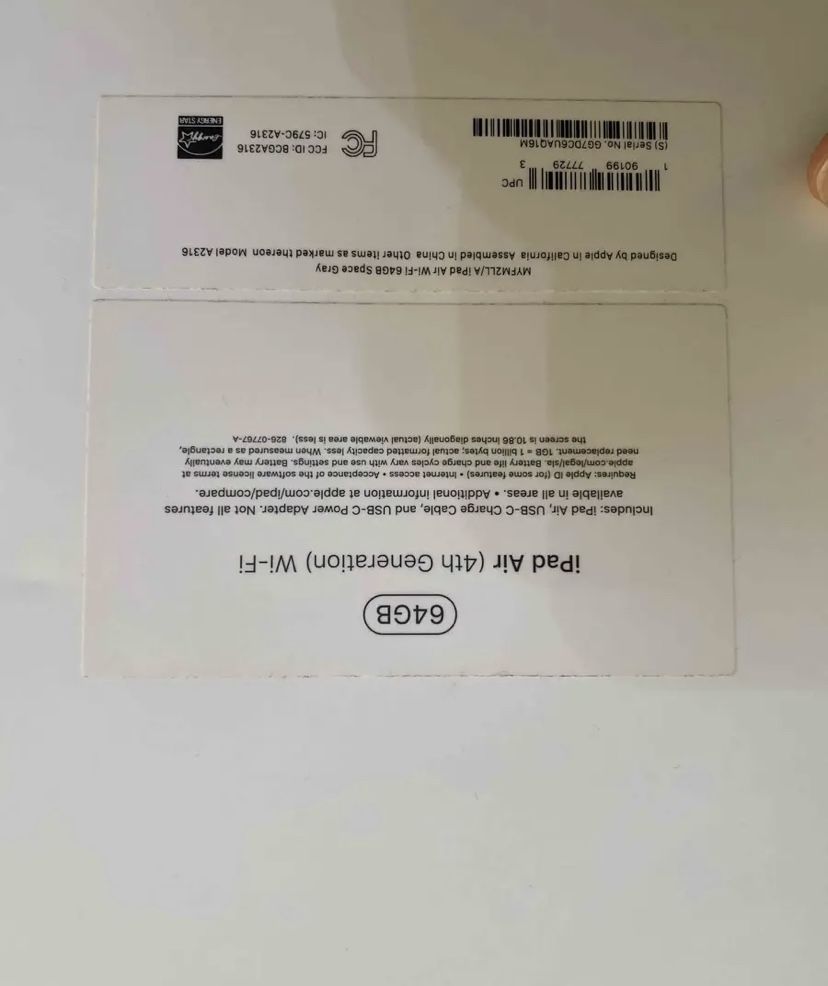 64GB
iPad Air (4th Generation) Wi-Fi
Includes: iPad Air, USB-C Charge Cable, and USB-C Power Adapter. Not all features
available in all areas. • Additional information at apple.com/ipad/compare.
Requires: Apple ID (for some features) • Internet access • Acceptance of the software license terms at
apple.com/legal/sla. Battery life and charge cycles vary with use and settings. Battery may eventually
need replacement. 1GB = 1 billion bytes; actual formatted capacity less. When measured as a rectangle,
the screen is 10.86 inches diagonally (actual viewable area is less). 826-07767-A
MYFM2LL/A iPad Air Wi-Fi 64GB Space Gray
Designed by Apple in California Assembled in China Other items as marked thereon Model A2316
UPC
1 90199 77729 3
(S) Serial No. GG7DC6UAQ16M
FC
FCC ID: BCGA2316
IC: 579C-A2316
energy
ENERGY STAR